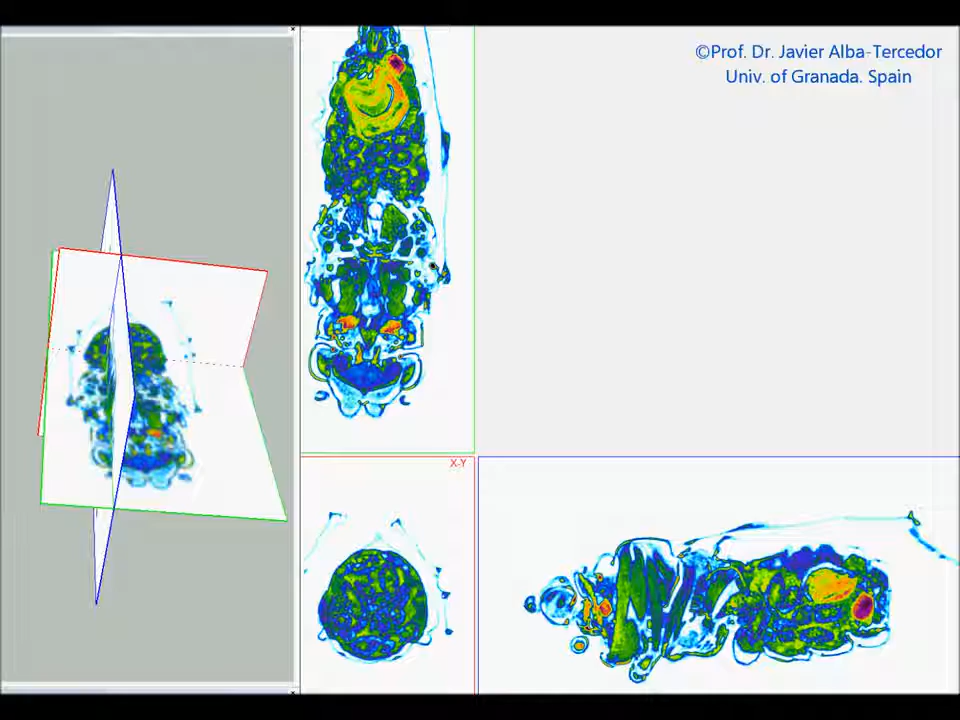 ©Prof. Dr. Javier Alba-Tercedor
Univ. of Granada. Spain
X-Y